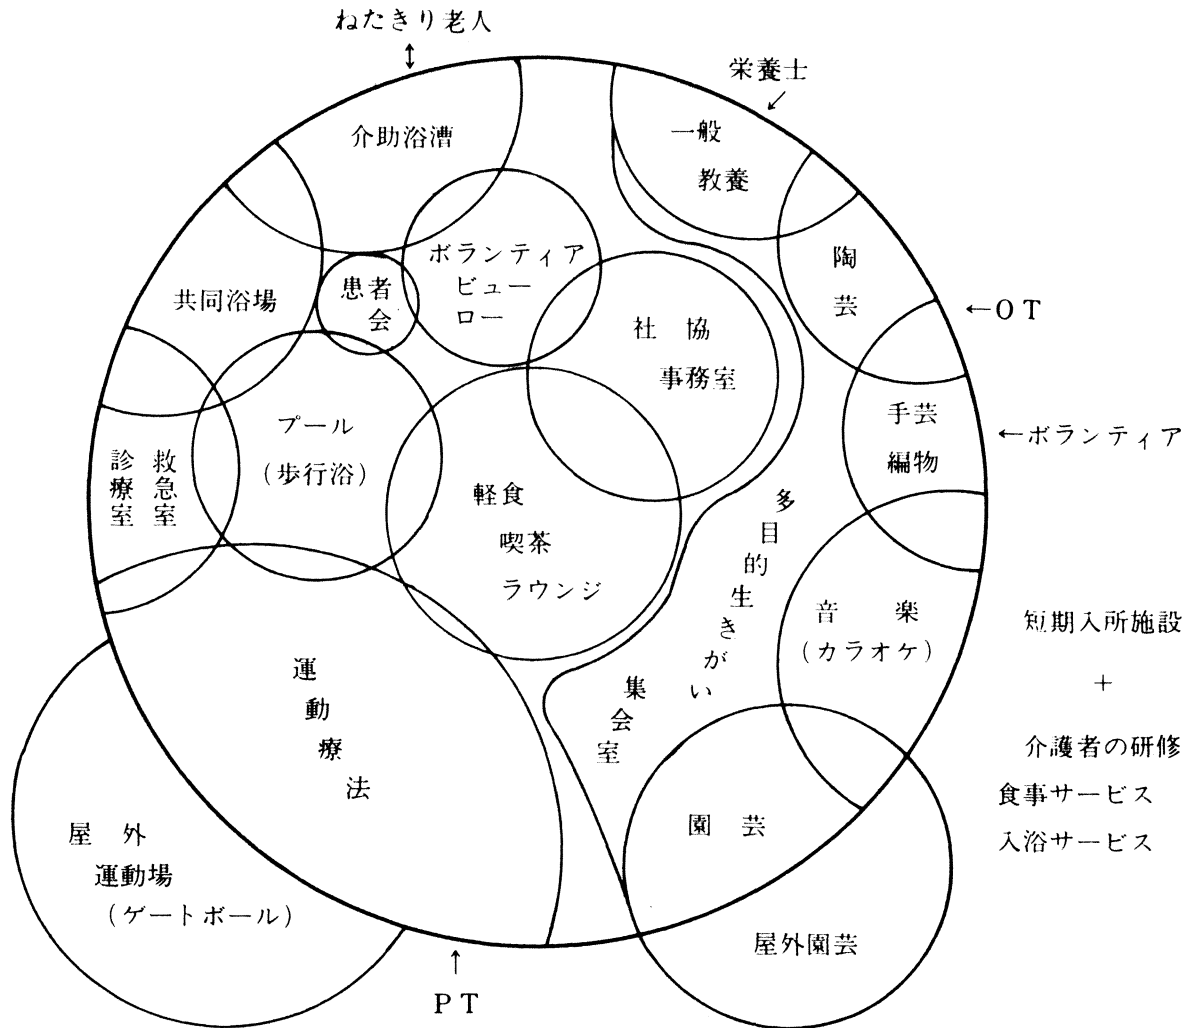 ねたきり老人
↕
栄養士
↙
介助浴漕
一般
教養
ボランティア
ビュー
ロー
患者
会
陶
芸
共同浴場
社　協
事務室
←OT
プール
(歩行浴)
手芸
編物
←ボランティア
救急室
診療室
軽食
喫茶
ラウンジ
多目的生きがい
集会室
音　楽
(カラオケ)
短期入所施設
+
介護者の研修
食事サービス
入浴サービス
運動療法
園　芸
屋　外
運動場
(ゲートボール)
屋外園芸
↑
PT